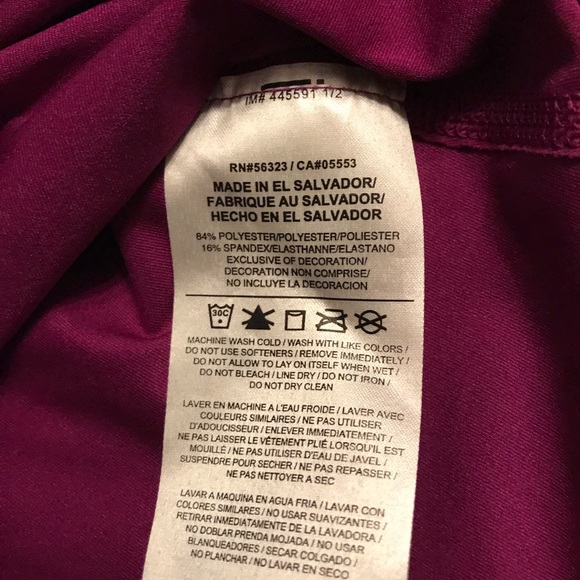 IM# 445591 1/2
RN#56323 / CA#05553
MADE IN EL SALVADOR/
FABRIQUE AU SALVADOR/
HECHO EN EL SALVADOR
84% POLYESTER/POLYESTER/POLIESTER
16% SPANDEX/ELASTHANNE/ELASTANO
EXCLUSIVE OF DECORATION/
DECORATION NON COMPRISE/
NO INCLUYE LA DECORACION
30C
MACHINE WASH COLD / WASH WITH LIKE COLORS /
DO NOT USE SOFTENERS / REMOVE IMMEDIATELY /
DO NOT ALLOW TO LAY ON ITSELF WHEN WET /
DO NOT BLEACH / LINE DRY / DO NOT IRON /
DO NOT DRY CLEAN
LAVER EN MACHINE A L'EAU FROIDE / LAVER AVEC
COULEURS SIMILAIRES / NE PAS UTILISER
D'ADOUCISSEUR / ENLEVER IMMEDIATEMENT /
NE PAS LAISSER LE VÊTEMENT PLIÉ LORSQU'IL EST
MOUILLÉ / NE PAS UTILISER D'EAU DE JAVEL /
SUSPENDRE POUR SECHER / NE PAS REPASSER /
NE PAS NETTOYER A SEC
LAVAR A MAQUINA EN AGUA FRIA / LAVAR CON
COLORES SIMILARES / NO USAR SUAVIZANTES /
RETIRAR INMEDIATAMENTE DE LA LAVADORA /
NO DOBLAR PRENDA MOJADA / NO USAR
BLANQUEADORES / SECAR COLGADO /
NO PLANCHAR / NO LAVAR EN SECO